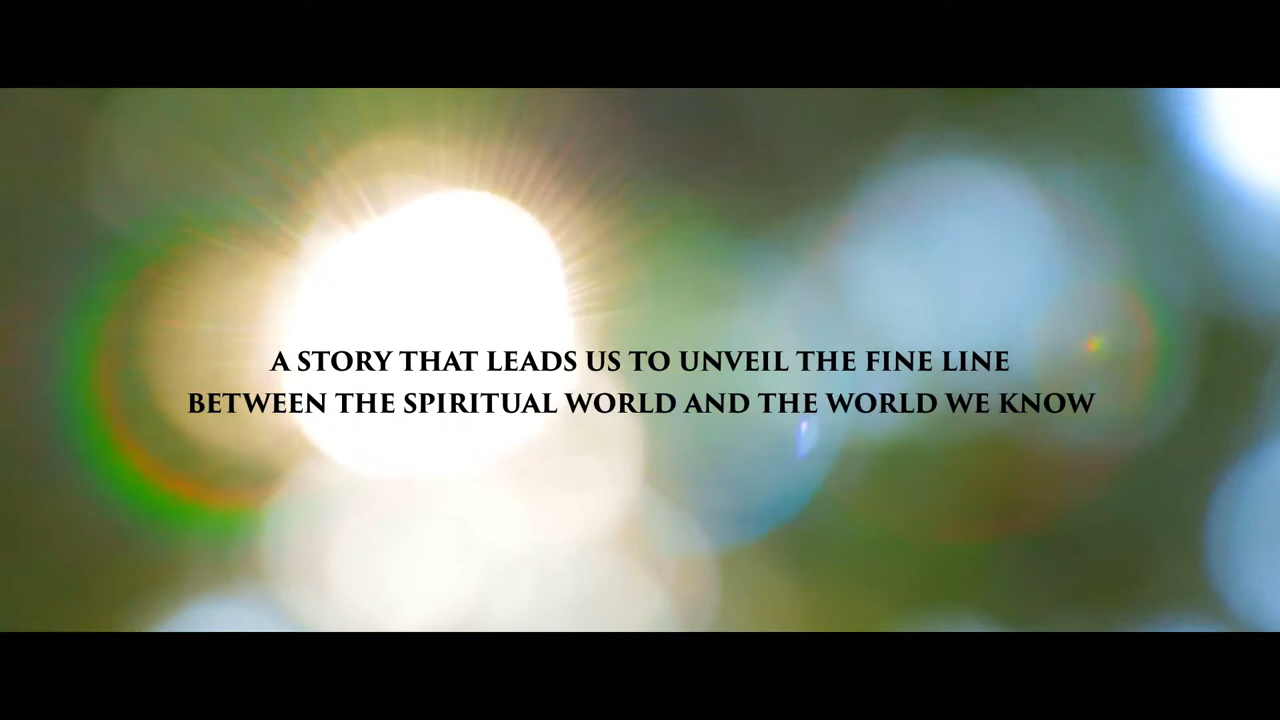 A STORY THAT LEADS US TO UNVEIL THE FINE LINE
BETWEEN THE SPIRITUAL WORLD AND THE WORLD WE KNOW